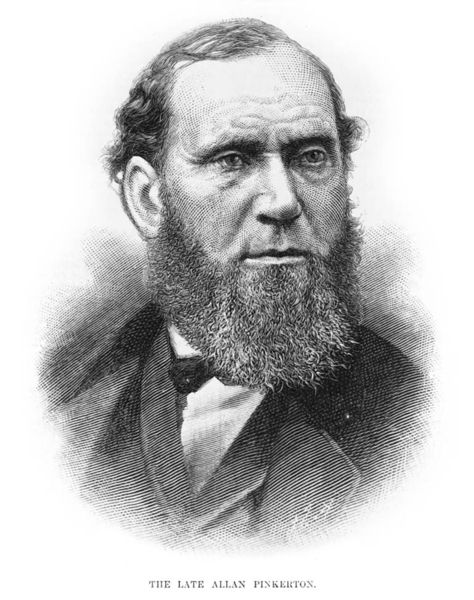 THE LATE ALLAN PINKERTON.